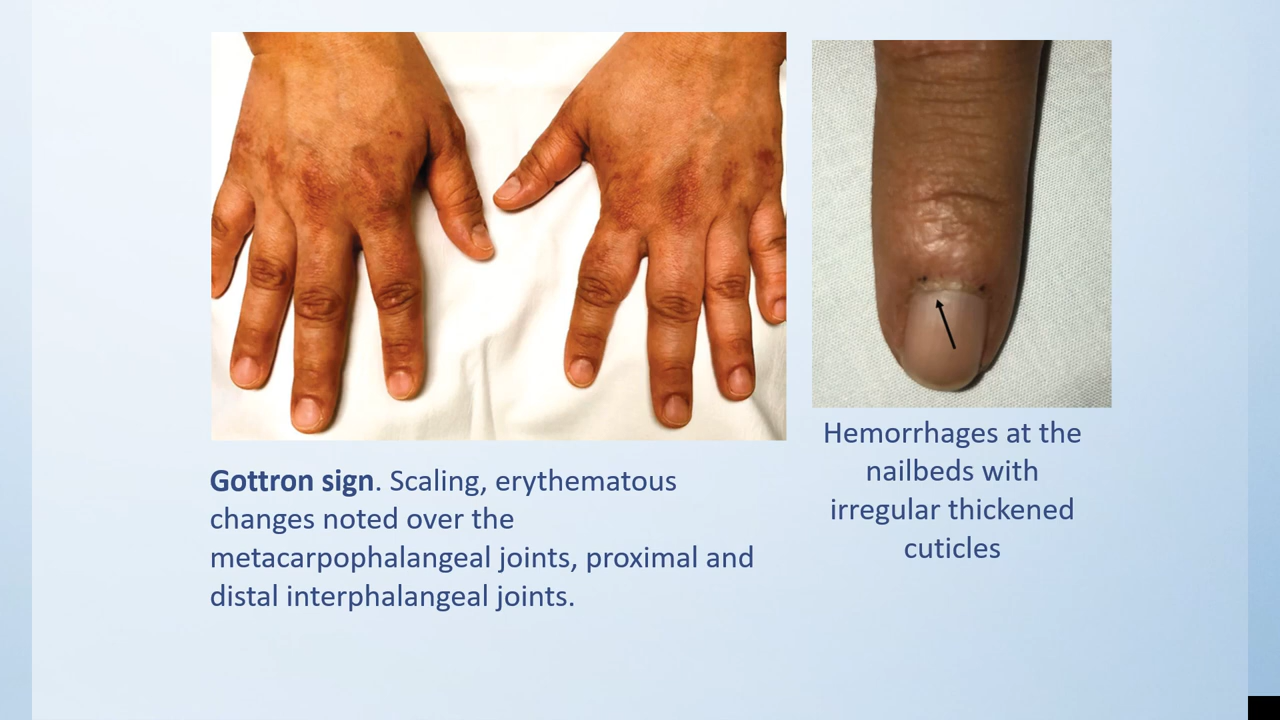 Gottron sign. Scaling, erythematous
changes noted over the
metacarpophalangeal joints, proximal and
distal interphalangeal joints.
Hemorrhages at the
nailbeds with
irregular thickened
cuticles